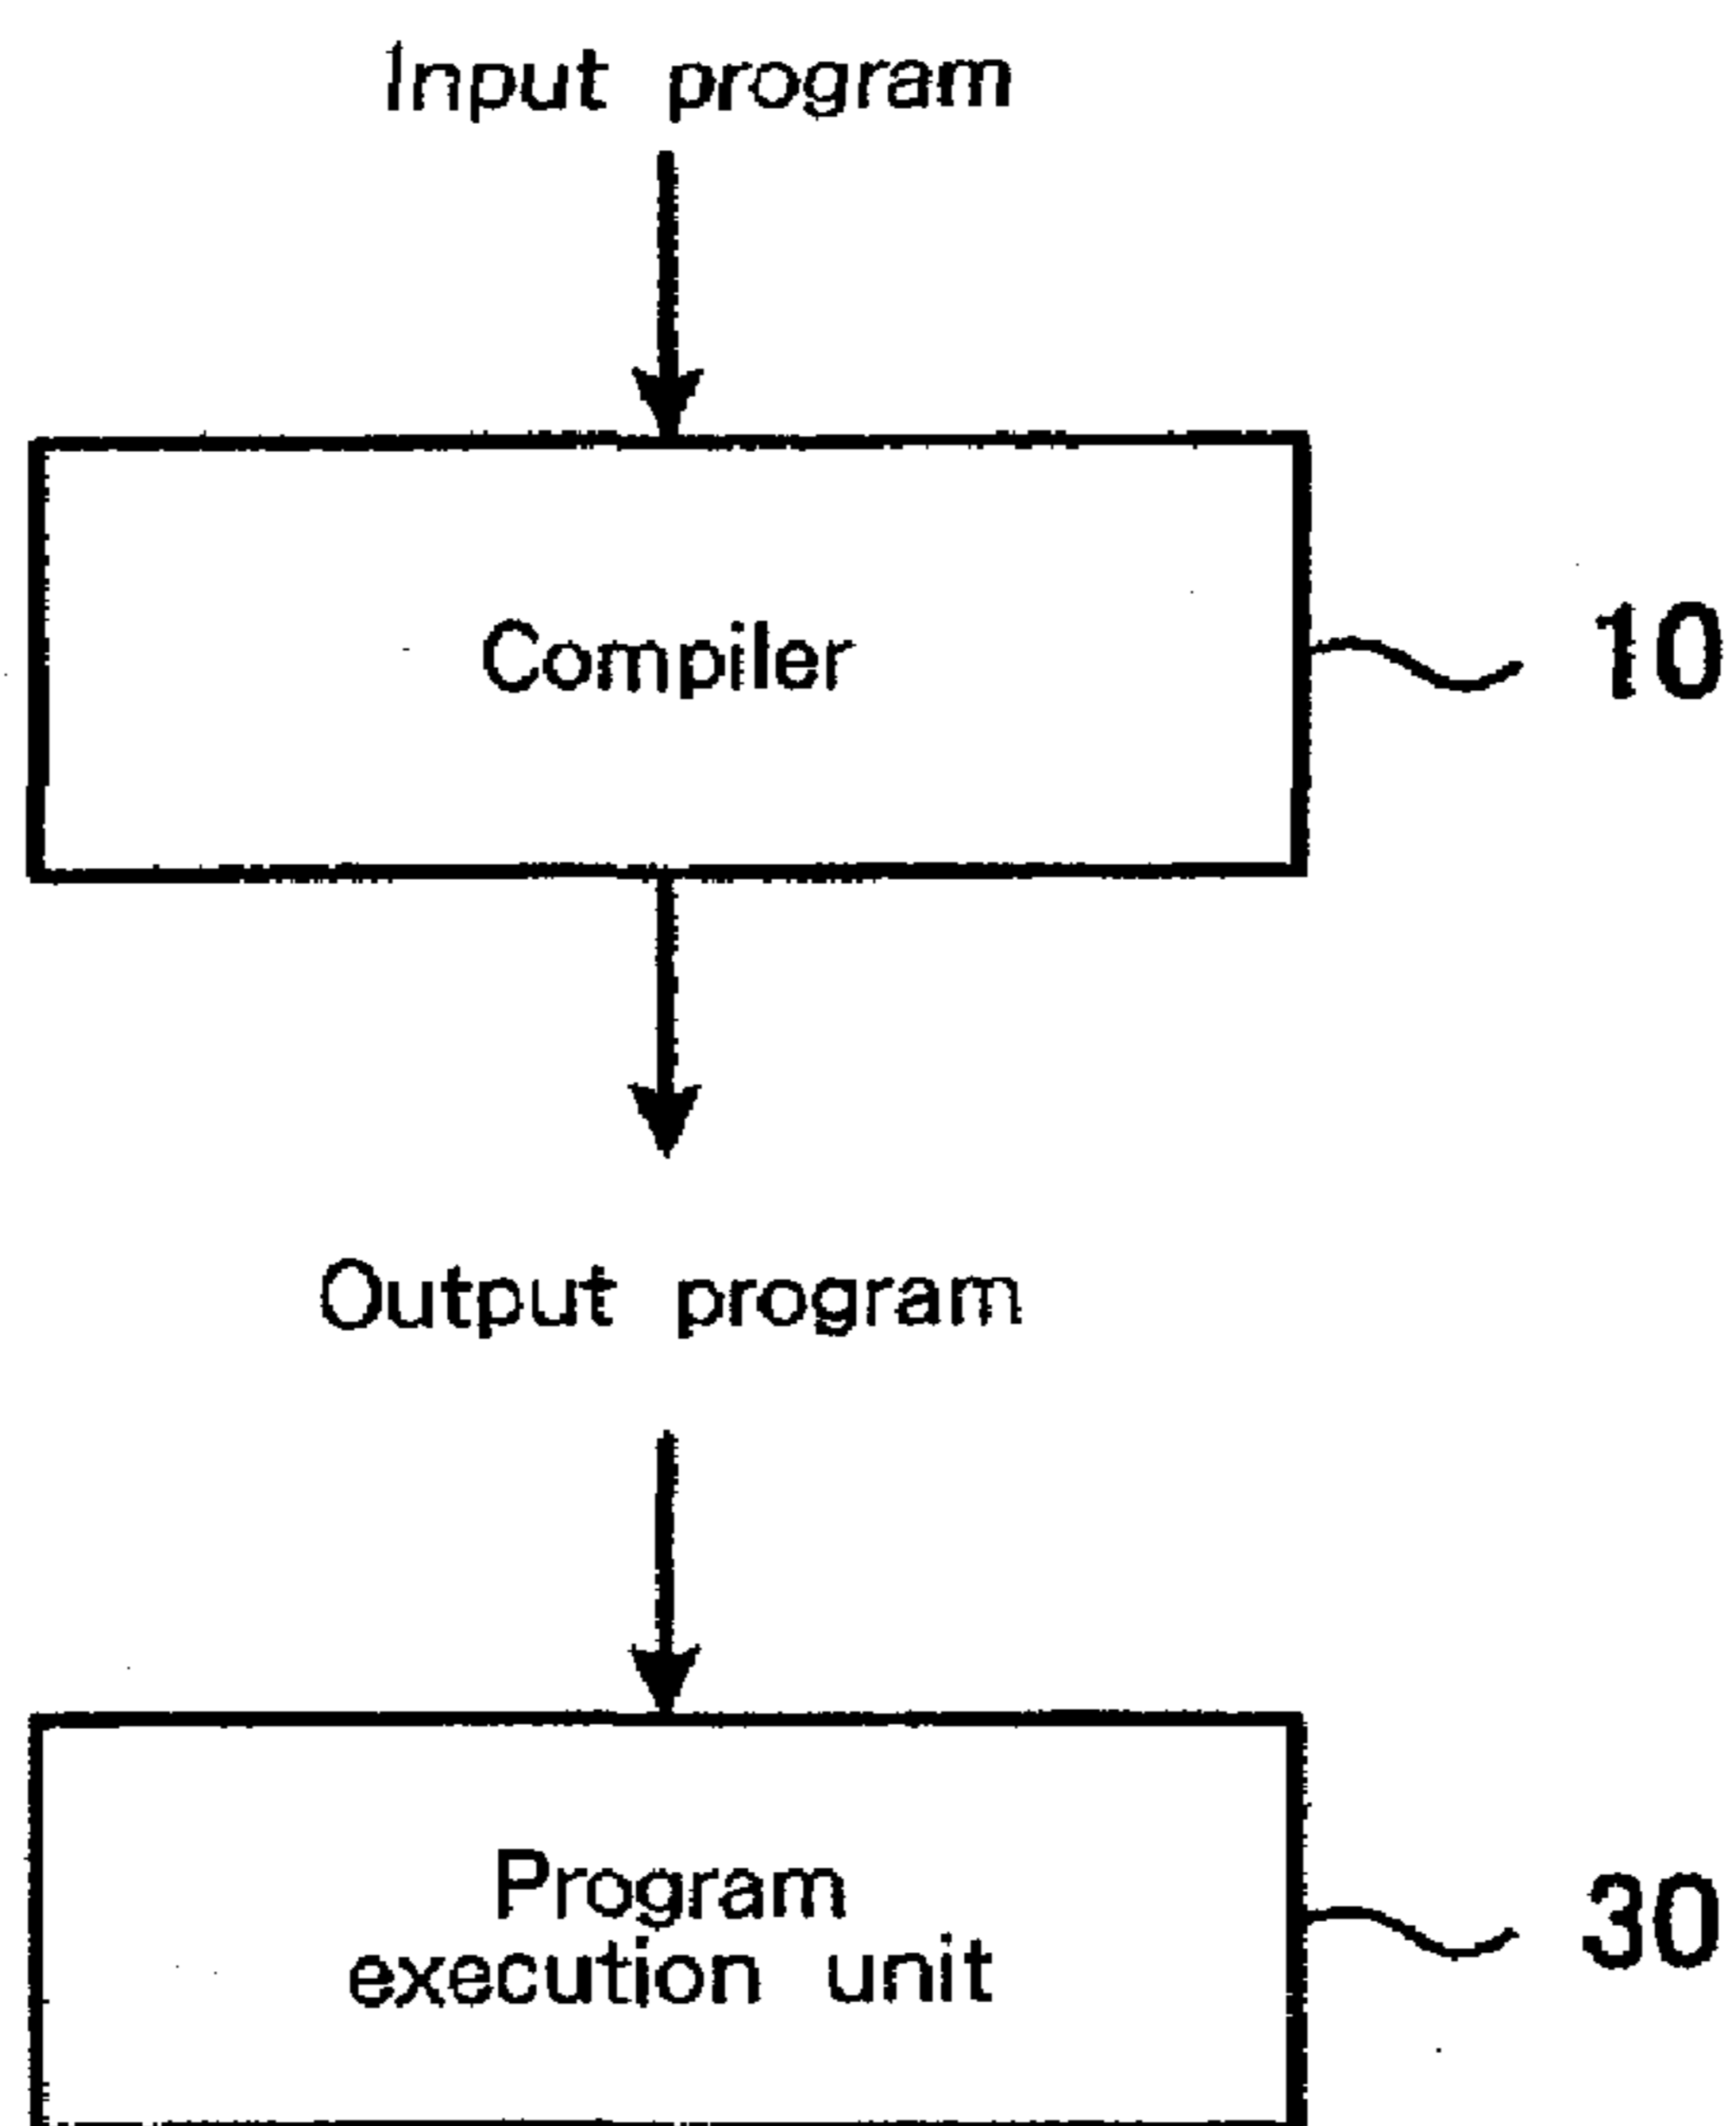 Input program
Compiler
10
Output program
Program
execution unit
30